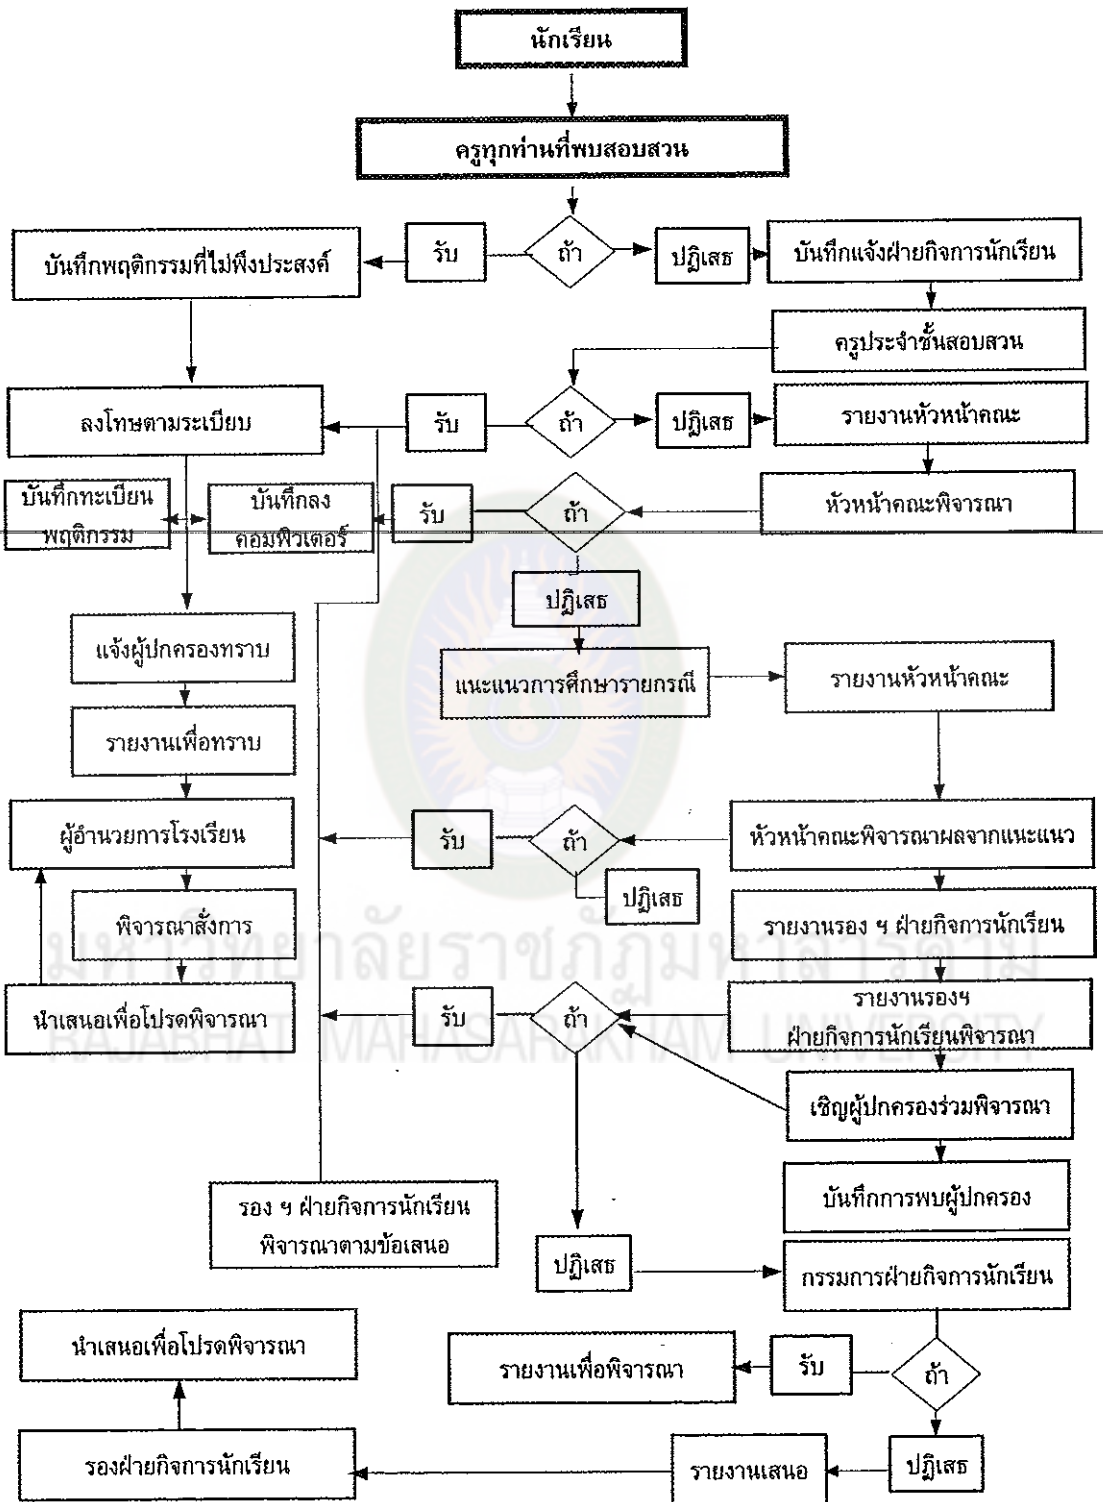 นักเรียน
ครูทุกท่านที่พบสอบสวน
บันทึกพฤติกรรมที่ไม่พึงประสงค์
รับ
ถ้า
ปฏิเสธ
บันทึกแจ้งฝ่ายกิจการนักเรียน
ครูประจำชั้นสอบสวน
ลงโทษตามระเบียบ
รับ
ถ้า
ปฏิเสธ
รายงานหัวหน้าคณะ
บันทึกทะเบียน
พฤติกรรม
บันทึกลง
คอมพิวเตอร์
รับ
ถ้า
หัวหน้าคณะพิจารณา
ปฏิเสธ
แจ้งผู้ปกครองทราบ
แนะแนวการศึกษารายกรณี
รายงานหัวหน้าคณะ
รายงานเพื่อทราบ
ผู้อำนวยการโรงเรียน
รับ
ถ้า
หัวหน้าคณะพิจารณาผลจากแนะแนว
ปฏิเสธ
พิจารณาสั่งการ
รายงานรอง ฯ ฝ่ายกิจการนักเรียน
มหาวิทยาลัยราชภัฏมหาสารคาม
นำเสนอเพื่อโปรดพิจารณา
รับ
ถ้า
รายงานรองฯ
ฝ่ายกิจการนักเรียนพิจารณา
RAJABHAT MAHASARAKHAM UNIVERSITY
เชิญผู้ปกครองร่วมพิจารณา
บันทึกการพบผู้ปกครอง
รอง ฯ ฝ่ายกิจการนักเรียน
พิจารณาตามข้อเสนอ
ปฏิเสธ
กรรมการฝ่ายกิจการนักเรียน
นำเสนอเพื่อโปรดพิจารณา
รายงานเพื่อพิจารณา
รับ
ถ้า
รองฝ่ายกิจการนักเรียน
รายงานเสนอ
ปฏิเสธ